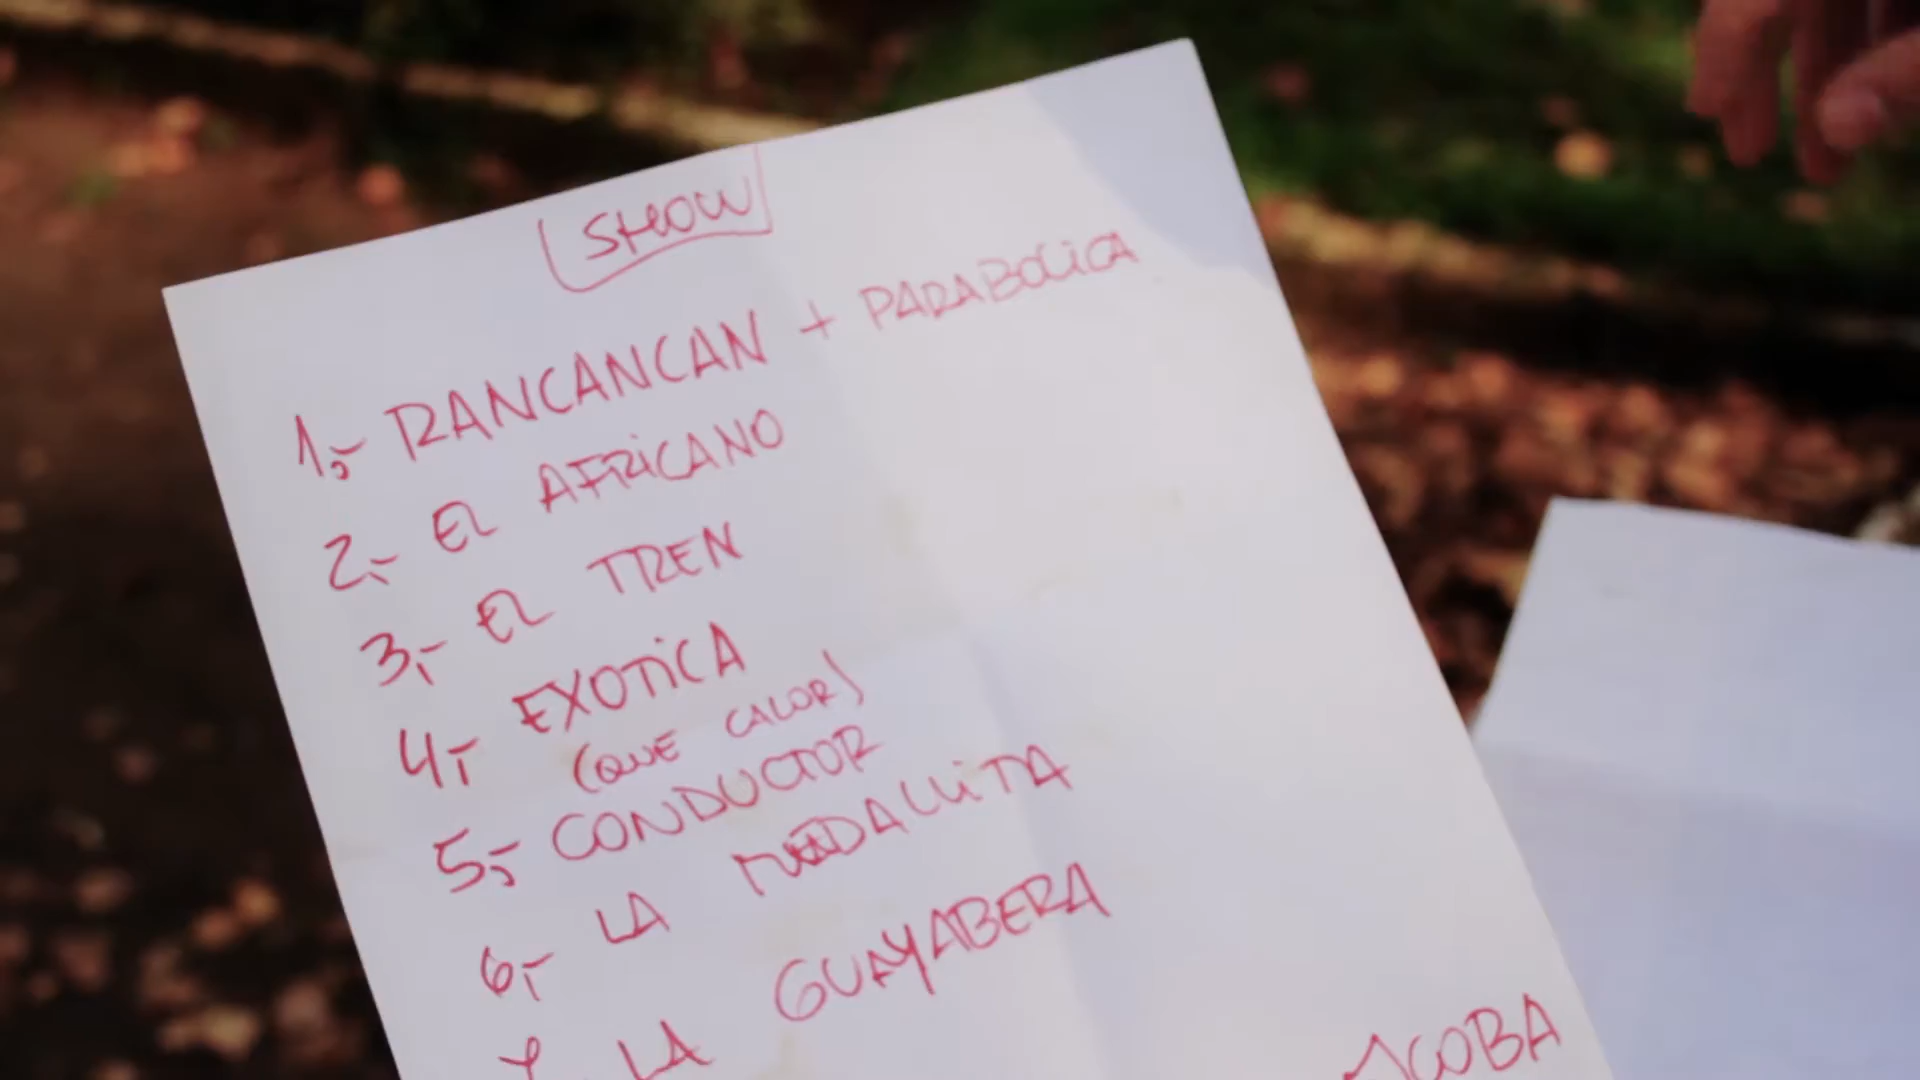 SHOW
1,- RANCANCAN + PARABOLICA
2,- EL AFRICANO
3,- EL TREN
4,- EXOTICA
(QUE CALOR)
5,- CONDUCTOR
6,- LA MEDALLITA
Y LA GUAYABERA